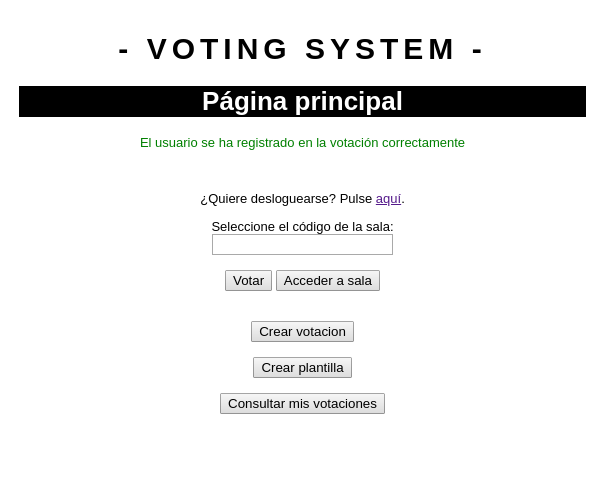 - VOTING SYSTEM -
Página principal
El usuario se ha registrado en la votación correctamente
¿Quiere desloguearse? Pulse aquí.
Seleccione el código de la sala:
Votar Acceder a sala
Crear votacion
Crear plantilla
Consultar mis votaciones